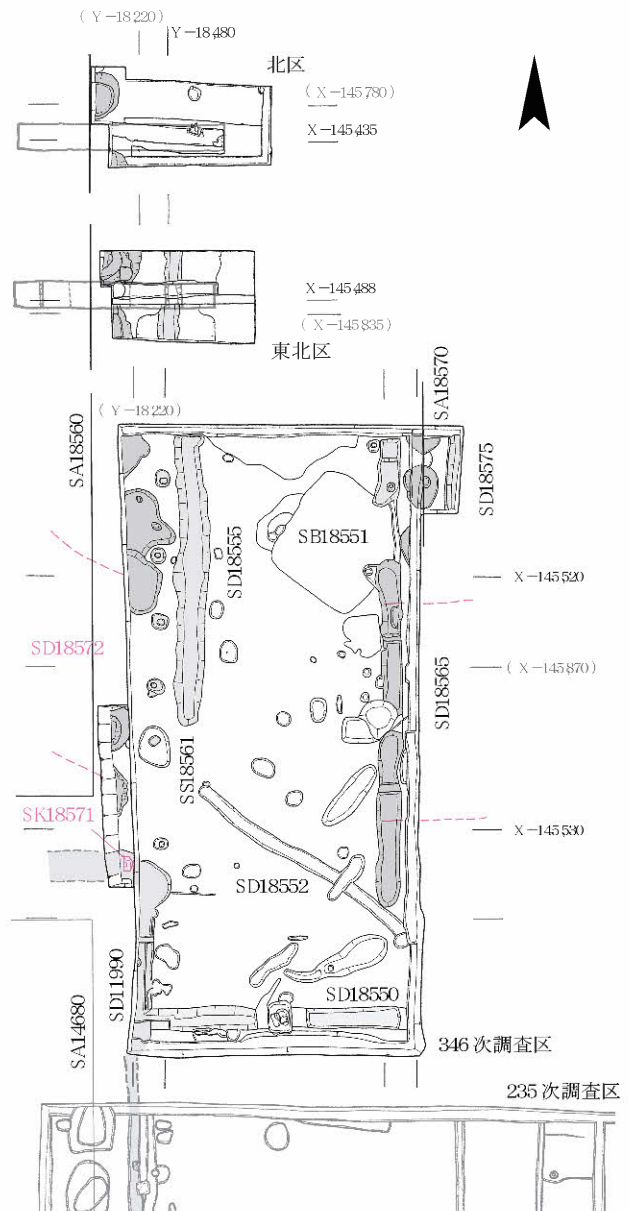 (Y-18,220)
Y-18,480
北区
(X-145,780)
X-145,435
X-145,488
(X-145,835)
東北区
SA18570
(Y-18,220)
SA18560
SD18575
SB18551
SD18555
X-145,520
SD18572
(X-145,870)
SD18565
SS18561
SK18571
X-145,530
SD18552
SD11990
SD18550
SA14680
346次調査区
235次調査区